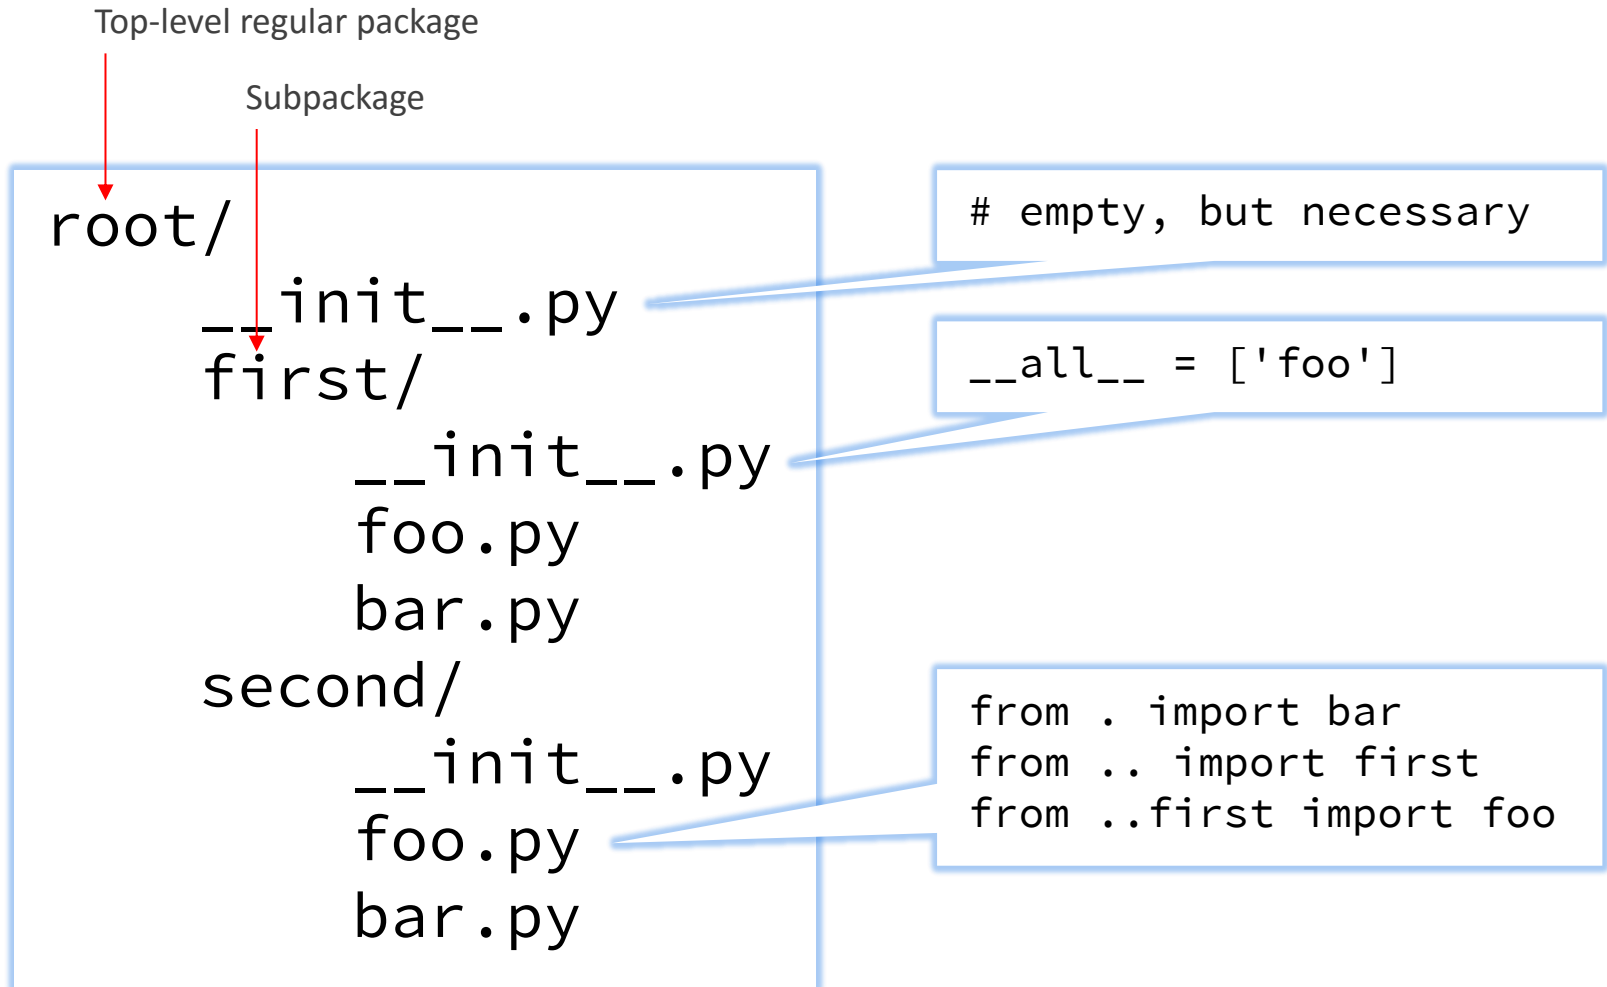 Top-level regular package
Subpackage
root/
__init__.py
first/
__init__.py
foo.py
bar.py
second/
__init__.py
foo.py
bar.py
# empty, but necessary
__all__ = ['foo']
from . import bar
from .. import first
from ..first import foo